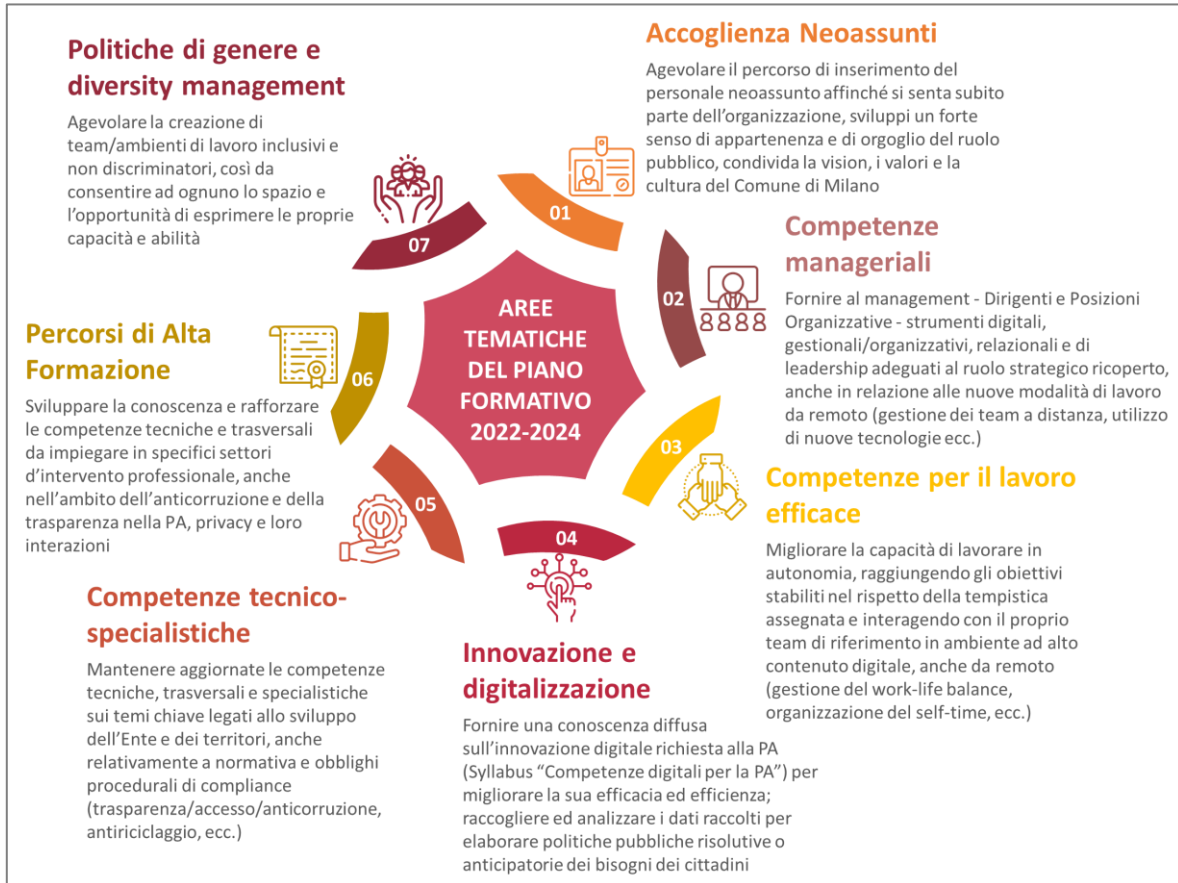 AREE
TEMATICHE
DEL PIANO
FORMATIVO
2022-2024
01
Accoglienza Neoassunti
Agevolare il percorso di inserimento del
personale neoassunto affinché si senta subito
parte dell’organizzazione, sviluppi un forte
senso di appartenenza e di orgoglio del ruolo
pubblico, condivida la vision, i valori e la
cultura del Comune di Milano
02
Competenze
manageriali
Fornire al management - Dirigenti e Posizioni
Organizzative - strumenti digitali,
gestionali/organizzativi, relazionali e di
leadership adeguati al ruolo strategico ricoperto,
anche in relazione alle nuove modalità di lavoro
da remoto (gestione dei team a distanza, utilizzo
di nuove tecnologie ecc.)
03
Competenze per il lavoro
efficace
Migliorare la capacità di lavorare in
autonomia, raggiungendo gli obiettivi
stabiliti nel rispetto della tempistica
assegnata e interagendo con il proprio
team di riferimento in ambiente ad alto
contenuto digitale, anche da remoto
(gestione del work-life balance,
organizzazione del self-time, ecc.)
04
Innovazione e
digitalizzazione
Fornire una conoscenza diffusa
sull’innovazione digitale richiesta alla PA
(Syllabus “Competenze digitali per la PA”) per
migliorare la sua efficacia ed efficienza;
raccogliere ed analizzare i dati raccolti per
elaborare politiche pubbliche risolutive o
anticipatorie dei bisogni dei cittadini
05
Competenze tecnico-
specialistiche
Mantenere aggiornate le competenze
tecniche, trasversali e specialistiche
sui temi chiave legati allo sviluppo
dell’Ente e dei territori, anche
relativamente a normativa e obblighi
procedurali di compliance
(trasparenza/accesso/anticorruzione,
antiriciclaggio, ecc.)
06
Percorsi di Alta
Formazione
Sviluppare la conoscenza e rafforzare
le competenze tecniche e trasversali
da impiegare in specifici settori
d’intervento professionale, anche
nell’ambito dell’anticorruzione e della
trasparenza nella PA, privacy e loro
interazioni
07
Politiche di genere e
diversity management
Agevolare la creazione di
team/ambienti di lavoro inclusivi e
non discriminatori, così da
consentire ad ognuno lo spazio e
l’opportunità di esprimere le proprie
capacità e abilità